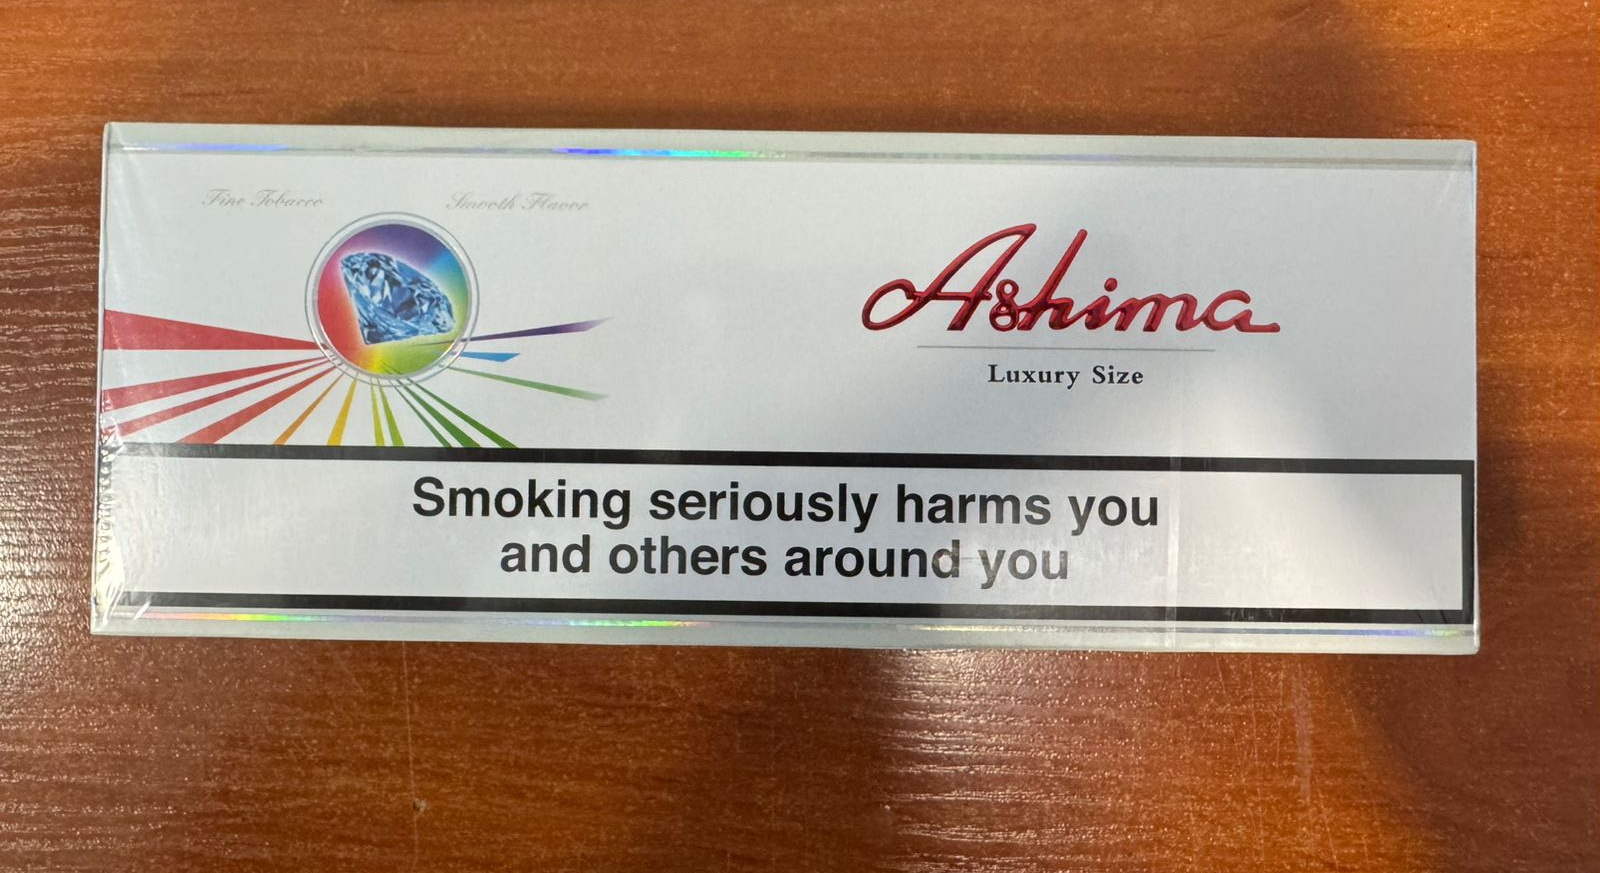 Fine Tobacco
Smooth Flavor
Ashima
Luxury Size
Smoking seriously harms you
and others around you